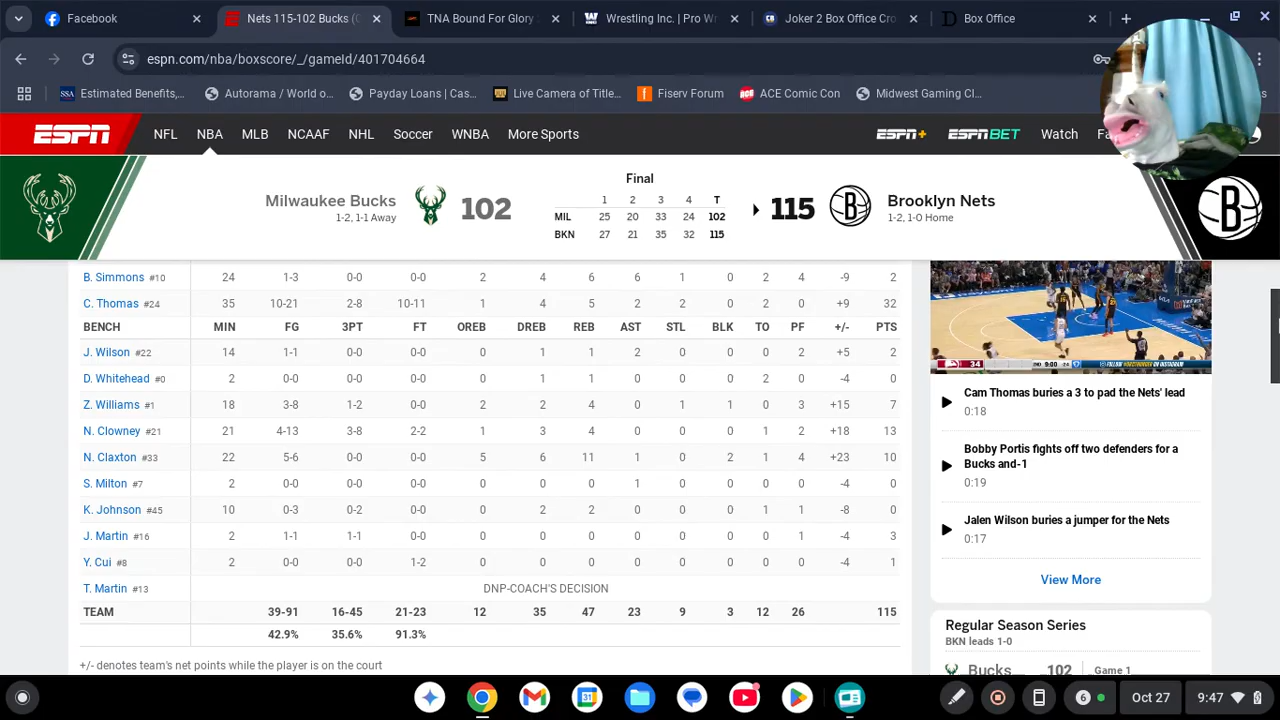 Facebook
Nets 115-102 Bucks (
TNA Bound For Glory
Wrestling Inc. | Pro Wr
Joker 2 Box Office Cro
Box Office
espn.com/nba/boxscore/_/gameId/401704664
Estimated Benefits,...
Autorama / World o...
Payday Loans | Cas...
Live Camera of Title...
Fiserv Forum
ACE Comic Con
Midwest Gaming Cl...
ESPN NFL NBA MLB NCAAF NHL Soccer WNBA More Sports ESPN+ ESPN BET Watch
Final
Milwaukee Bucks 102
1-2, 1-1 Away
1 2 3 4 T
MIL 25 20 33 24 102
BKN 27 21 35 32 115
115 Brooklyn Nets
1-2, 1-0 Home
B. Simmons #10 24 1-3 0-0 0-0 2 4 6 6 1 0 2 4 -9 2
C. Thomas #24 35 10-21 2-8 10-11 1 4 5 2 2 0 2 0 +9 32
BENCH MIN FG 3PT FT OREB DREB REB AST STL BLK TO PF +/- PTS
J. Wilson #22 14 1-1 0-0 0-0 0 1 1 2 0 0 0 2 +5 2
D. Whitehead #0 2 0-0 0-0 0-0 0 1 1 0 0 0 2 0 -4 0
Z. Williams #1 18 3-8 1-2 0-0 2 2 4 0 1 1 0 3 +15 7
N. Clowney #21 21 4-13 3-8 2-2 1 3 4 0 0 0 1 2 +18 13
N. Claxton #33 22 5-6 0-0 0-0 5 6 11 1 0 2 1 4 +23 10
S. Milton #7 2 0-0 0-0 0-0 0 0 0 1 0 0 0 0 -4 0
K. Johnson #45 10 0-3 0-2 0-0 0 2 2 0 0 0 1 1 -8 0
J. Martin #16 2 1-1 1-1 0-0 0 0 0 0 0 0 0 1 -4 3
Y. Cui #8 2 0-0 0-0 1-2 0 0 0 0 0 0 0 0 -4 1
T. Martin #13 DNP-COACH'S DECISION
TEAM 39-91 16-45 21-23 12 35 47 23 9 3 12 26 115
42.9% 35.6% 91.3%
+/- denotes team's net points while the player is on the court
34
9:00
Cam Thomas buries a 3 to pad the Nets' lead
0:18
Bobby Portis fights off two defenders for a
Bucks and-1
0:19
Jalen Wilson buries a jumper for the Nets
0:17
View More
Regular Season Series
BKN leads 1-0
Bucks 102 Game 1
6 Oct 27 9:47